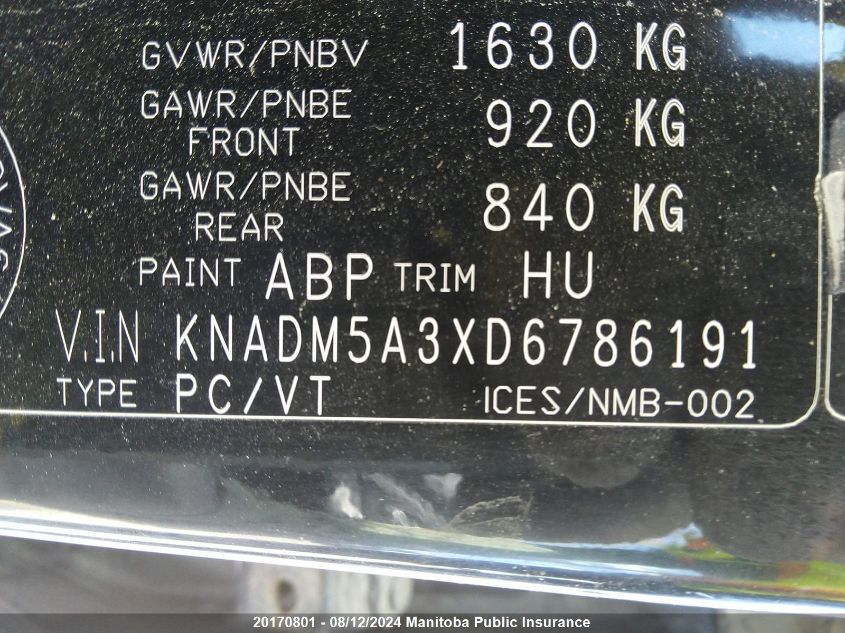 GVWR/PNBV 1630 KG
GAWR/PNBE FRONT 920 KG
GAWR/PNBE REAR 840 KG
PAINT ABP TRIM HU
V.I.N KNADM5A3XD6786191
TYPE PC/VT ICES/NMB-002
20170801 - 08/12/2024 Manitoba Public Insurance